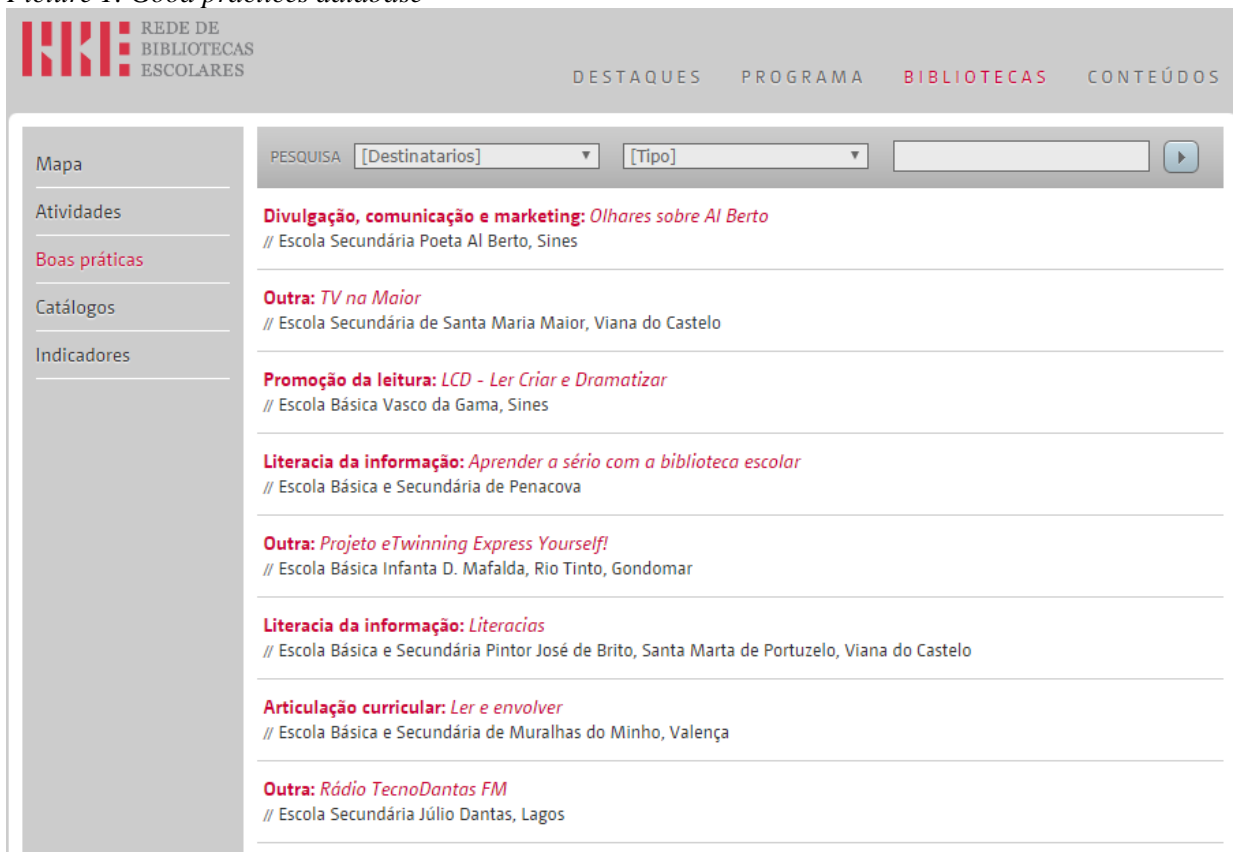 Picture 1: Good practices database
REDE DE
BIBLIOTECAS
ESCOLARES
DESTAQUES PROGRAMA BIBLIOTECAS CONTEÚDOS
Mapa
Atividades
Boas práticas
Catálogos
Indicadores
PESQUISA [Destinatarios] [Tipo]
Divulgação, comunicação e marketing: Olhares sobre Al Berto
// Escola Secundária Poeta Al Berto, Sines
Outra: TV na Maior
// Escola Secundária de Santa Maria Maior, Viana do Castelo
Promoção da leitura: LCD - Ler Criar e Dramatizar
// Escola Básica Vasco da Gama, Sines
Literacia da informação: Aprender a sério com a biblioteca escolar
// Escola Básica e Secundária de Penacova
Outra: Projeto eTwinning Express Yourself!
// Escola Básica Infanta D. Mafalda, Rio Tinto, Gondomar
Literacia da informação: Literacias
// Escola Básica e Secundária Pintor José de Brito, Santa Marta de Portuzelo, Viana do Castelo
Articulação curricular: Ler e envolver
// Escola Básica e Secundária de Muralhas do Minho, Valença
Outra: Rádio TecnoDantas FM
// Escola Secundária Júlio Dantas, Lagos